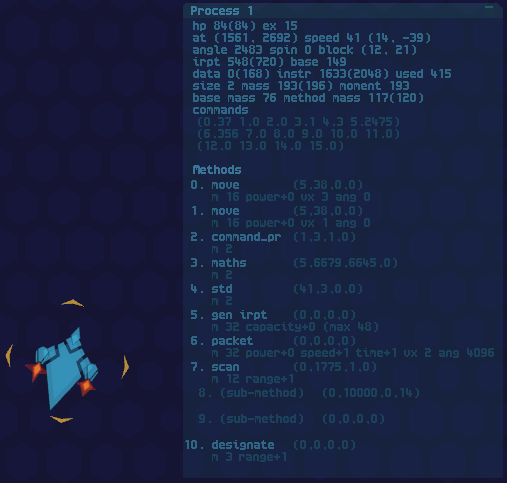 Process 1
hp 84(84) ex 15
at (1561, 2692) speed 41 (14, -39)
angle 2483 spin 0 block (12, 21)
irpt 548(720) base 149
data 0(168) instr 1633(2048) used 415
size 2 mass 193(196) moment 193
base mass 76 method mass 117(120)
commands
(0.37 1.0 2.0 3.1 4.3 5.2475)
(6.356 7.0 8.0 9.0 10.0 11.0)
(12.0 13.0 14.0 15.0)
Methods
0. move (5.38.0.0)
m 16 power+0 vx 3 ang 0
1. move (5.38.0.0)
m 16 power+0 vx 1 ang 0
2. command_pr (1.3.1.0)
m 2
3. maths (5.6679.6645.0)
m 2
4. std (41.3.0.0)
m 2
5. gen irpt (0.0.0.0)
m 32 capacity+0 (max 48)
6. packet (0.0.0.0)
m 32 power+0 speed+1 time+1 vx 2 ang 4096
7. scan (0.1775.1.0)
m 12 range+1
8. (sub-method) (0.10000.0.14)
9. (sub-method) (0.0.0.0)
10. designate (0.0.0.0)
m 3 range+1